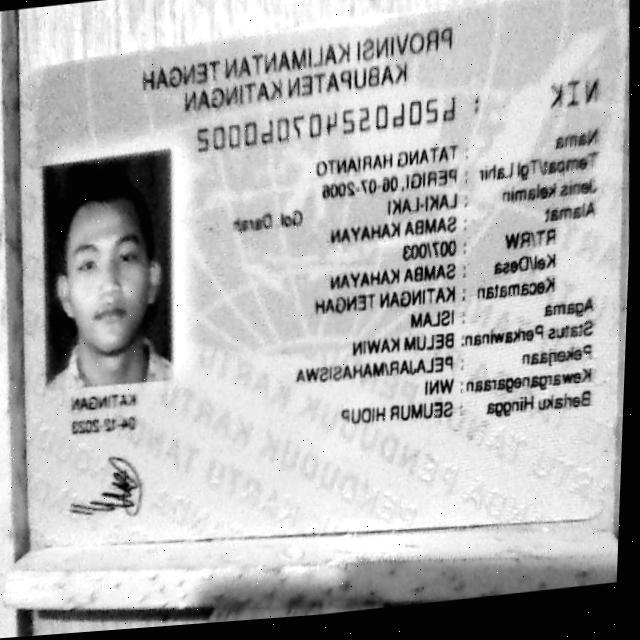 PROVINSI KALIMANTAN TENGAH
KABUPATEN KATINGAN
NIK :
Nama : TATANG HARIANTO
Tempat/Tgl Lahir : PERIGI, 06-07-2006
Jenis kelamin : LAKI-LAKI Gol. Darah
Alamat : SAMBA KAHAYAN
RT/RW : 007/003
Kel/Desa : SAMBA KAHAYAN
Kecamatan : KATINGAN TENGAH
Agama : ISLAM
Status Perkawinan: BELUM KAWIN
Pekerjaan : PELAJAR/MAHASISWA
Kewarganegaraan: WNI
Berlaku Hingga : SEUMUR HIDUP
KATINGAN
04-12-2023